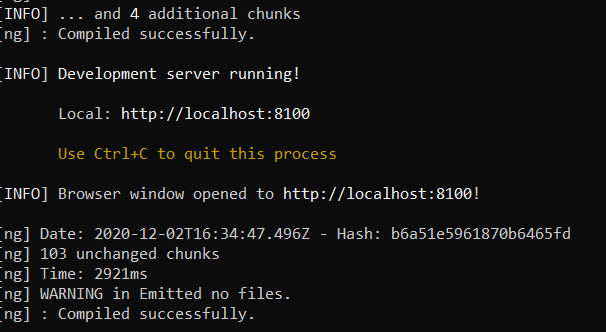 [INFO] ... and 4 additional chunks
[ng] : Compiled successfully.
[INFO] Development server running!
Local: http://localhost:8100
Use Ctrl+C to quit this process
[INFO] Browser window opened to http://localhost:8100!
[ng] Date: 2020-12-02T16:34:47.496Z - Hash: b6a51e5961870b6465fd
[ng] 103 unchanged chunks
[ng] Time: 2921ms
[ng] WARNING in Emitted no files.
[ng] : Compiled successfully.